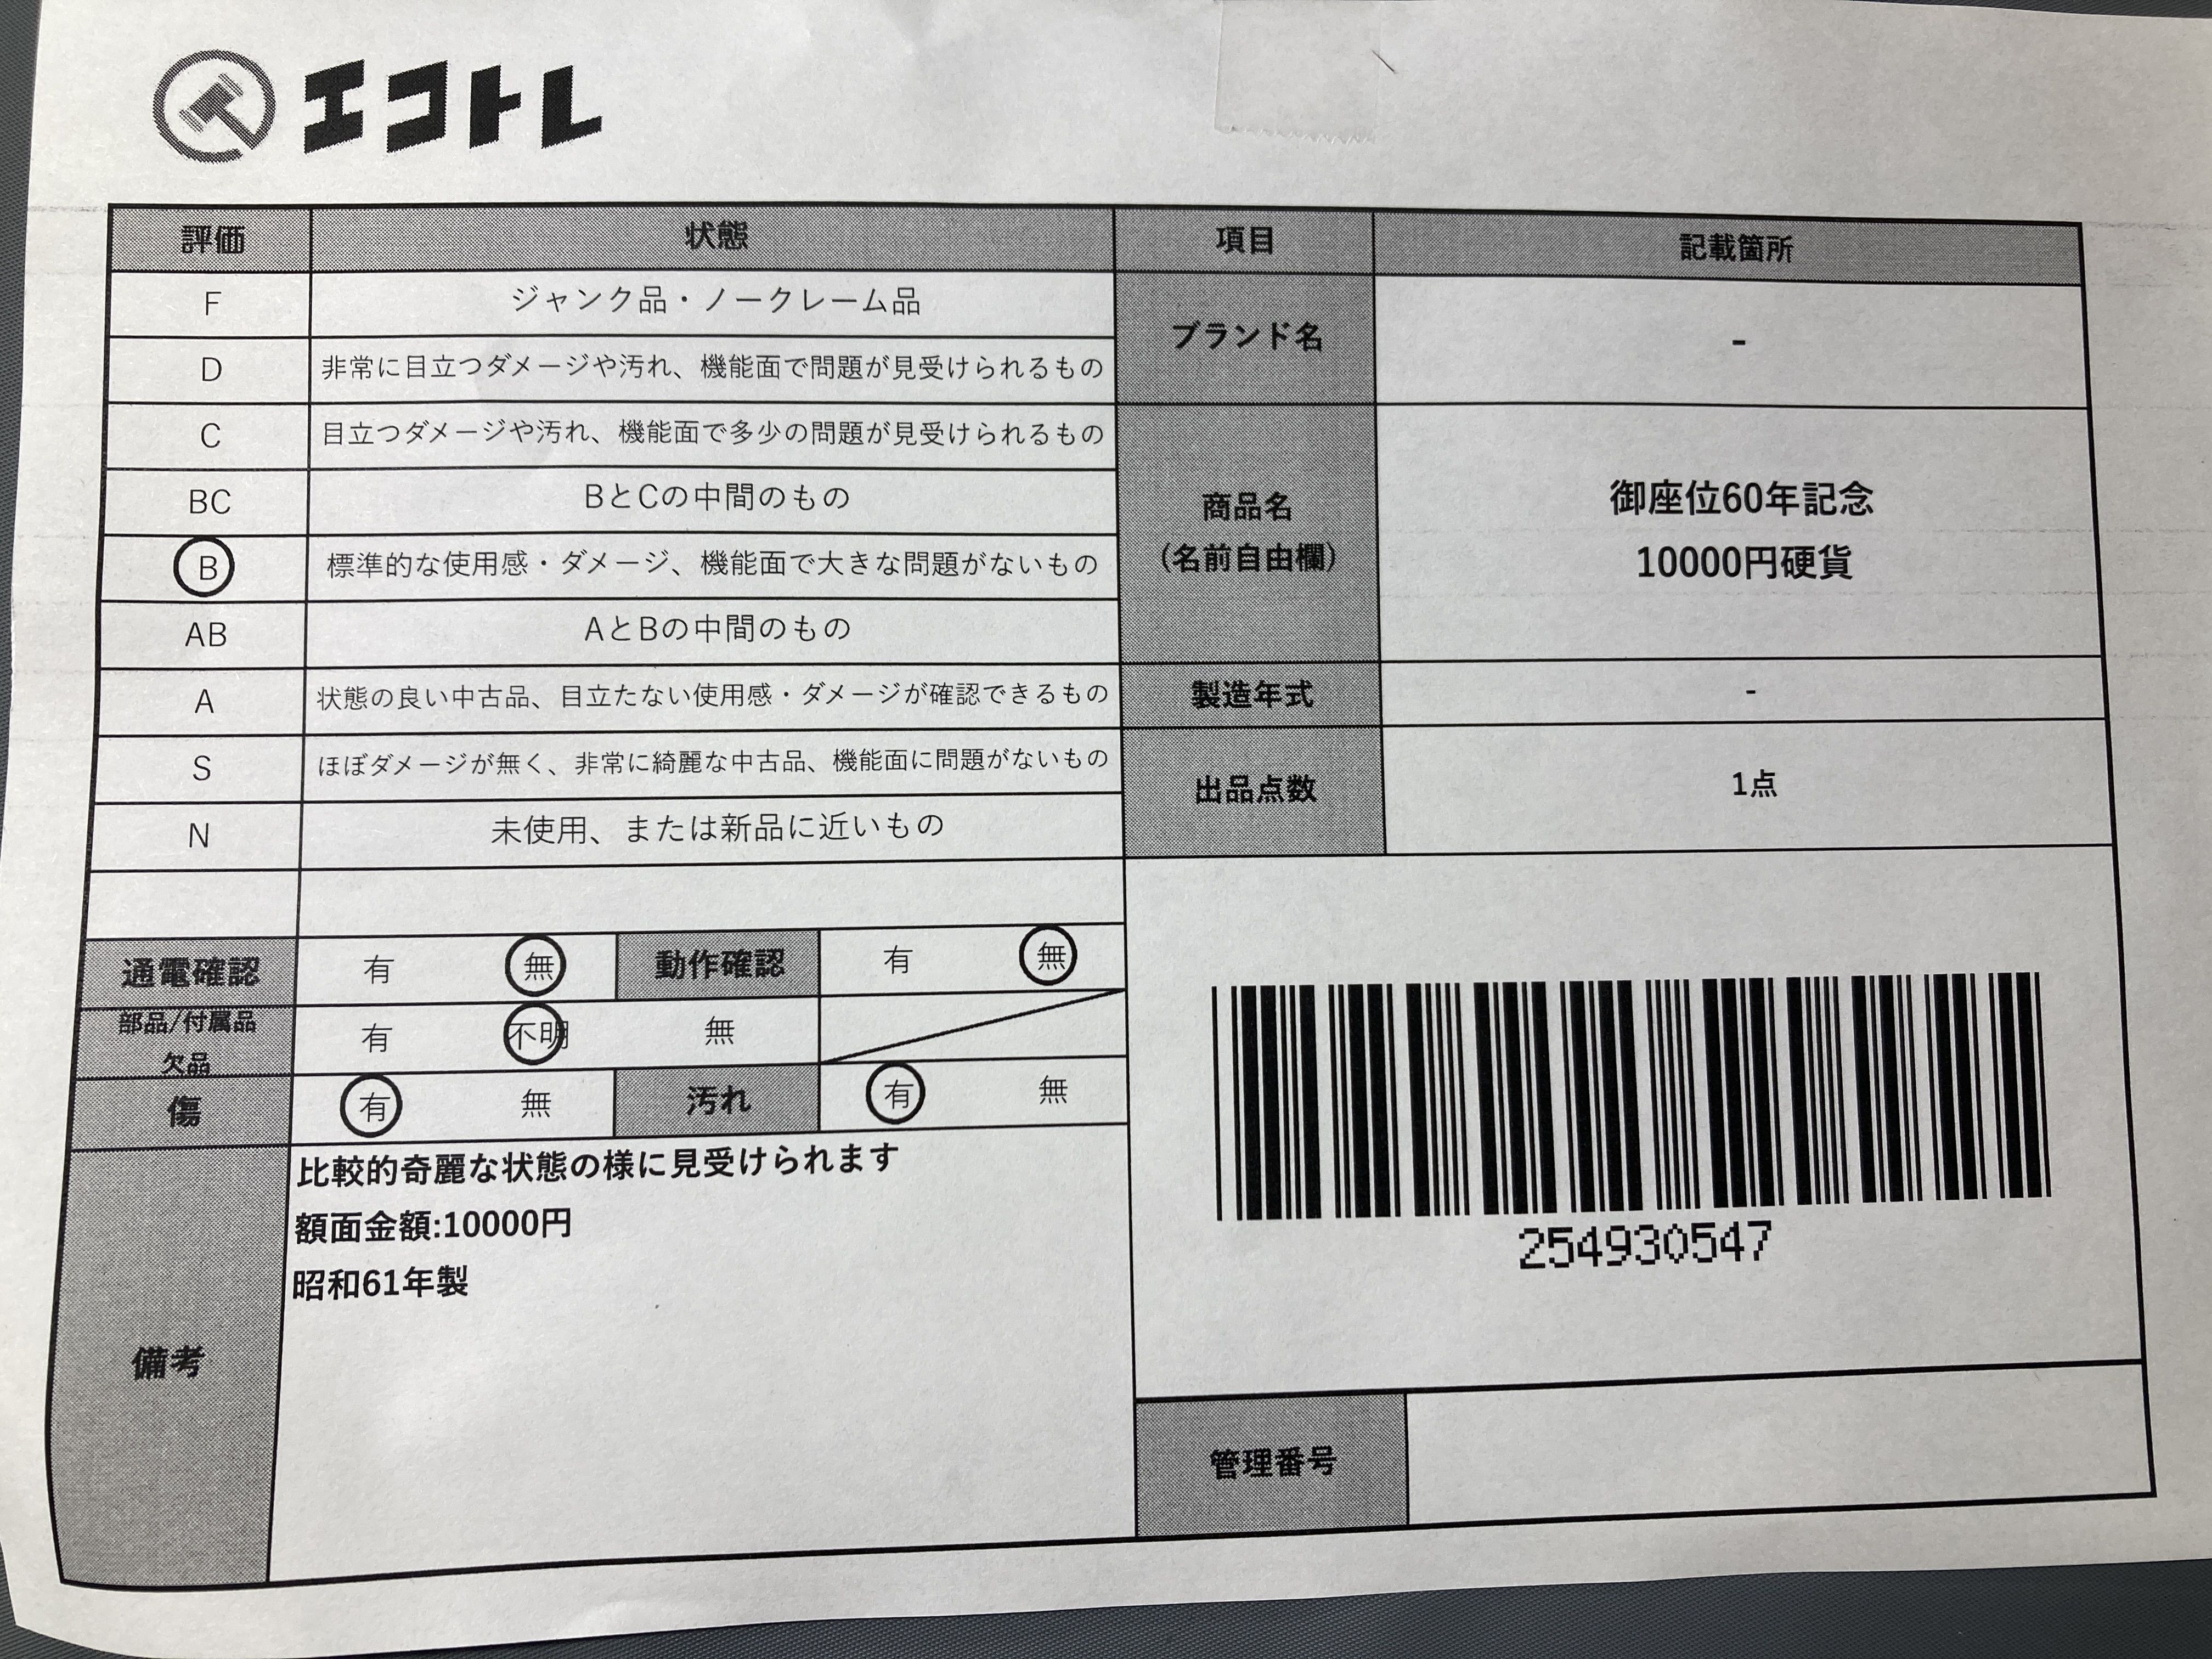 エコトレ
評価 状態 項目 記載箇所
F ジャンク品・ノークレーム品
D 非常に目立つダメージや汚れ、機能面で問題が見受けられるもの
ブランド名 -
C 目立つダメージや汚れ、機能面で多少の問題が見受けられるもの
BC BとCの中間のもの
B 標準的な使用感・ダメージ、機能面で大きな問題がないもの
AB AとBの中間のもの
商品名
(名前自由欄)
御座位60年記念
10000円硬貨
A 状態の良い中古品、目立たない使用感・ダメージが確認できるもの
製造年式 -
S ほぼダメージが無く、非常に綺麗な中古品、機能面に問題がないもの
N 未使用、または新品に近いもの
出品点数 1点
通電確認 有 無 動作確認 有 無
部品/付属品
欠品
有 不明 無
傷 有 無 汚れ 有 無
備考
比較的奇麗な状態の様に見受けられます
額面金額:10000円
昭和61年製
254930547
管理番号